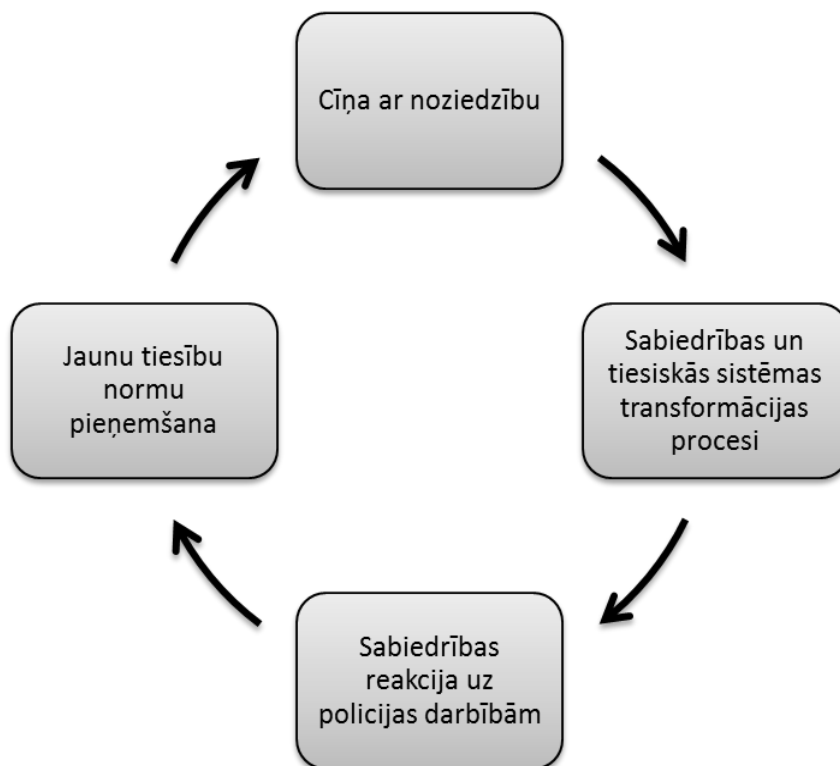 Cīņa ar noziedzību
Sabiedrības un
tiesiskās sistēmas
transformācijas
procesi
Sabiedrības
reakcija uz
policijas darbībām
Jaunu tiesību
normu
pieņemšana